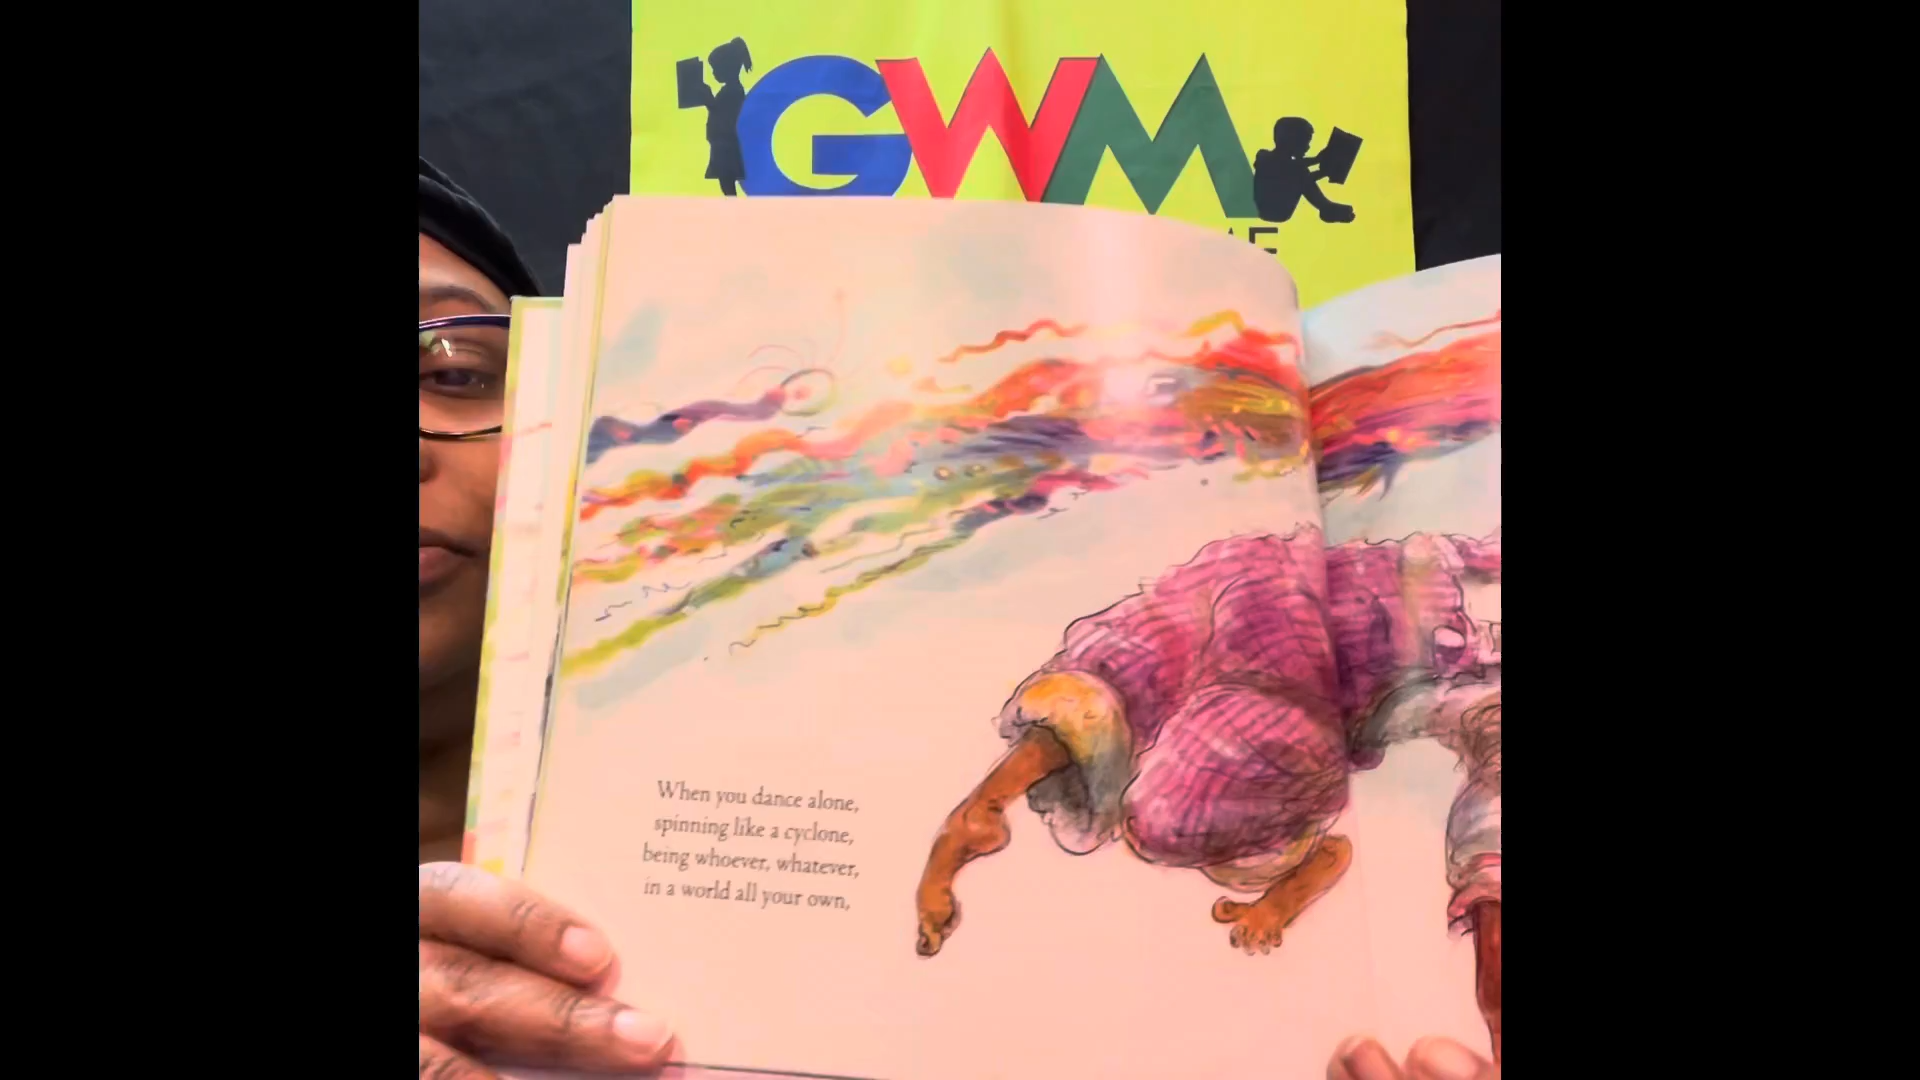 GWM
When you dance alone,
spinning like a cyclone,
being whoever, whatever,
in a world all your own,